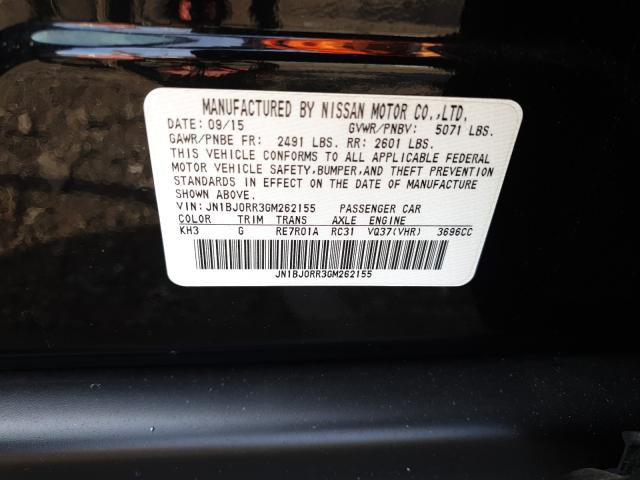 MANUFACTURED BY NISSAN MOTOR CO.,LTD.
DATE: 09/15 GVWR/PNBV: 5071 LBS.
GAWR/PNBE FR: 2491 LBS. RR: 2601 LBS.
THIS VEHICLE CONFORMS TO ALL APPLICABLE FEDERAL
MOTOR VEHICLE SAFETY,BUMPER,AND THEFT PREVENTION
STANDARDS IN EFFECT ON THE DATE OF MANUFACTURE
SHOWN ABOVE.
VIN: JN1BJ0RR3GM262155 PASSENGER CAR
COLOR TRIM TRANS AXLE ENGINE
KH3 G RE7R01A RC31 VQ37(VHR) 3696CC
JN1BJ0RR3GM262155